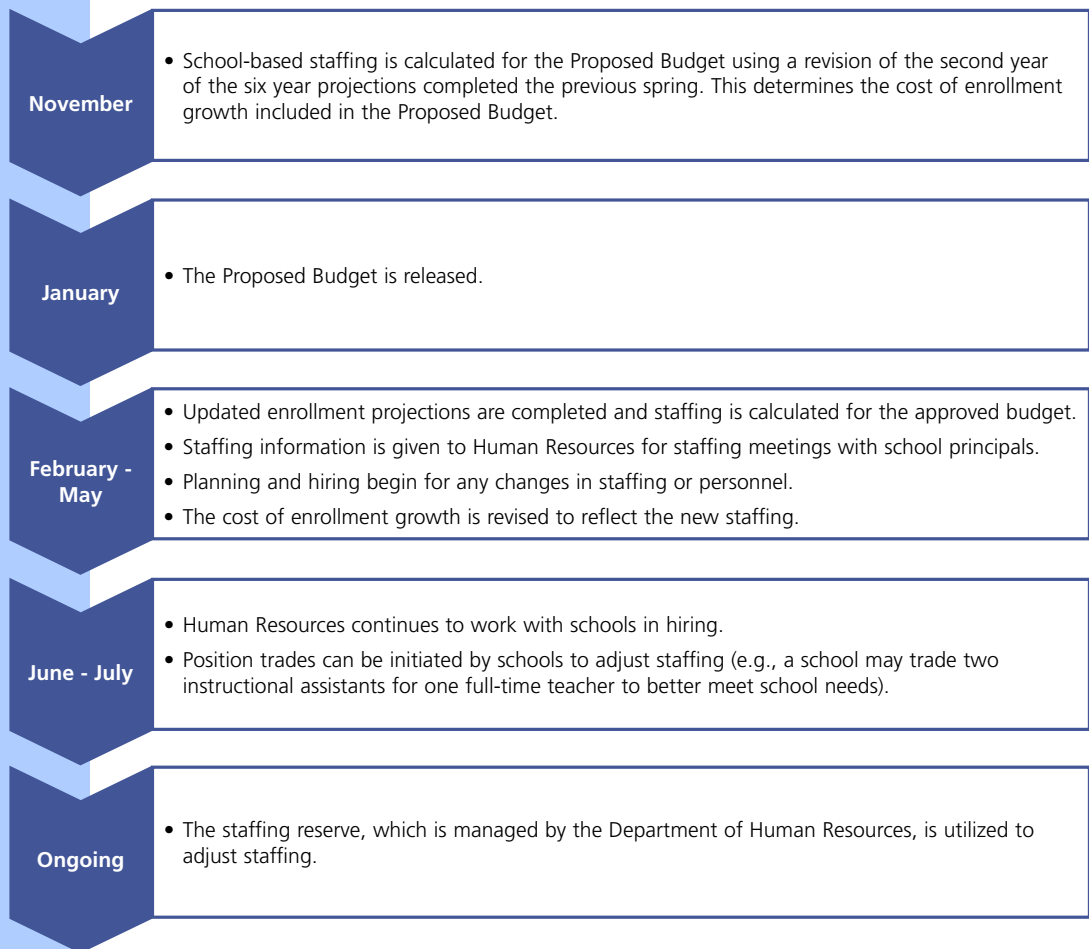 November
• School-based staffing is calculated for the Proposed Budget using a revision of the second year
of the six year projections completed the previous spring. This determines the cost of enrollment
growth included in the Proposed Budget.
January
• The Proposed Budget is released.
February -
May
• Updated enrollment projections are completed and staffing is calculated for the approved budget.
• Staffing information is given to Human Resources for staffing meetings with school principals.
• Planning and hiring begin for any changes in staffing or personnel.
• The cost of enrollment growth is revised to reflect the new staffing.
June - July
• Human Resources continues to work with schools in hiring.
• Position trades can be initiated by schools to adjust staffing (e.g., a school may trade two
instructional assistants for one full-time teacher to better meet school needs).
Ongoing
• The staffing reserve, which is managed by the Department of Human Resources, is utilized to
adjust staffing.